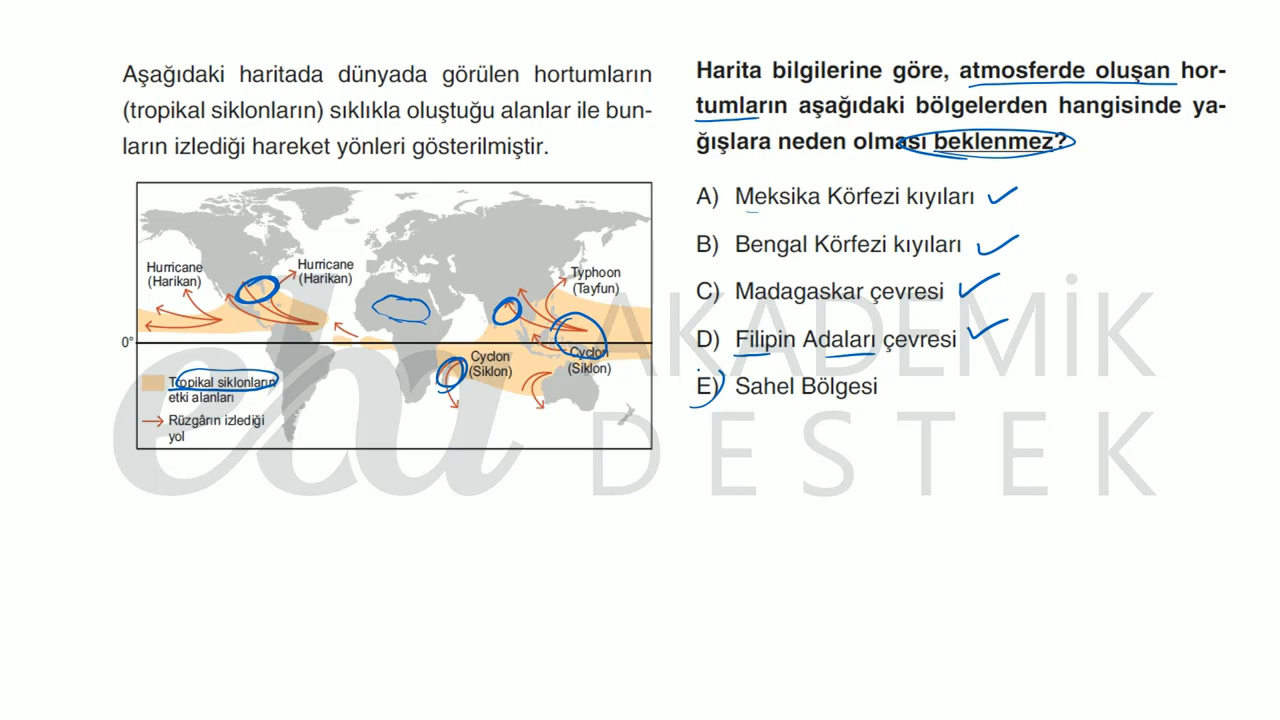 Aşağıdaki haritada dünyada görülen hortumların
(tropikal siklonların) sıklıkla oluştuğu alanlar ile bun-
ların izlediği hareket yönleri gösterilmiştir.
Hurricane
(Harikan)
Hurricane
(Harikan)
Typhoon
(Tayfun)
0°
Cyclon
(Siklon)
Cyclon
(Siklon)
Tropikal siklonların
etki alanları
Rüzgârın izlediği
yol
Harita bilgilerine göre, atmosferde oluşan hor-
tumların aşağıdaki bölgelerden hangisinde ya-
ğışlara neden olması beklenmez?
A) Meksika Körfezi kıyıları
B) Bengal Körfezi kıyıları
C) Madagaskar çevresi
D) Filipin Adaları çevresi
E) Sahel Bölgesi
eba AKADEMİK
DESTEK